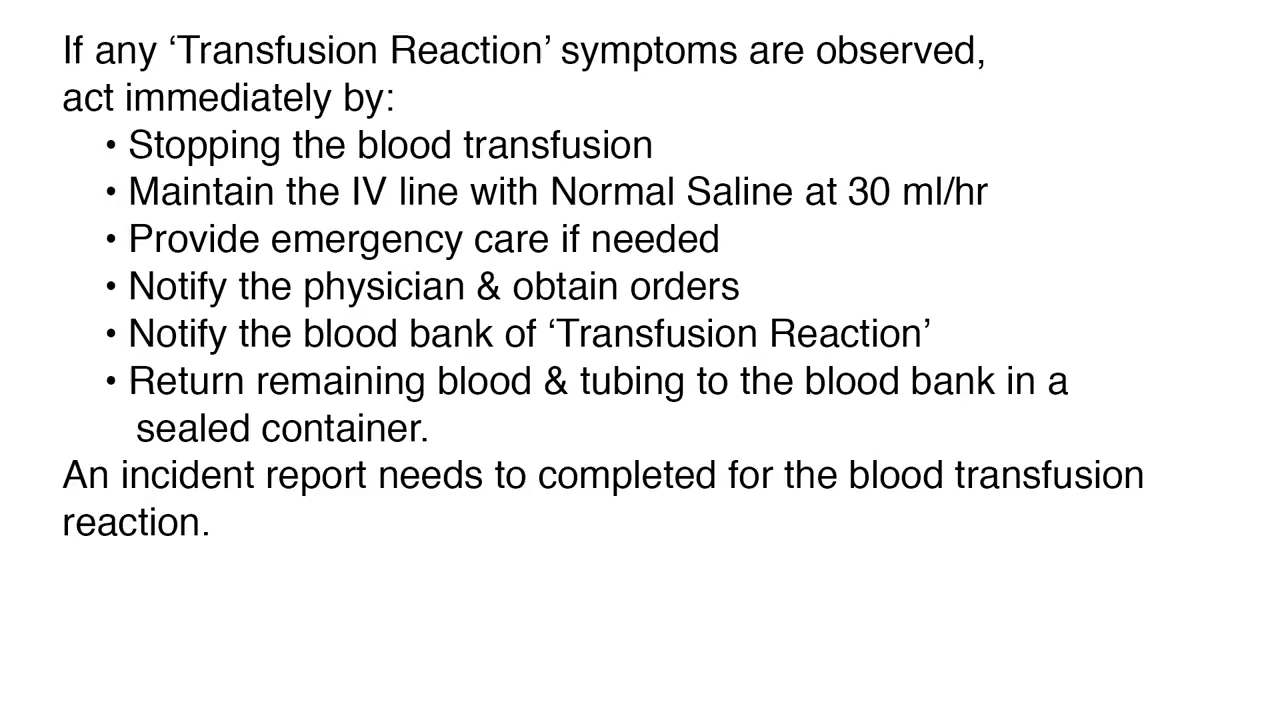 If any ‘Transfusion Reaction’ symptoms are observed,
act immediately by:
• Stopping the blood transfusion
• Maintain the IV line with Normal Saline at 30 ml/hr
• Provide emergency care if needed
• Notify the physician & obtain orders
• Notify the blood bank of ‘Transfusion Reaction’
• Return remaining blood & tubing to the blood bank in a
sealed container.
An incident report needs to completed for the blood transfusion
reaction.